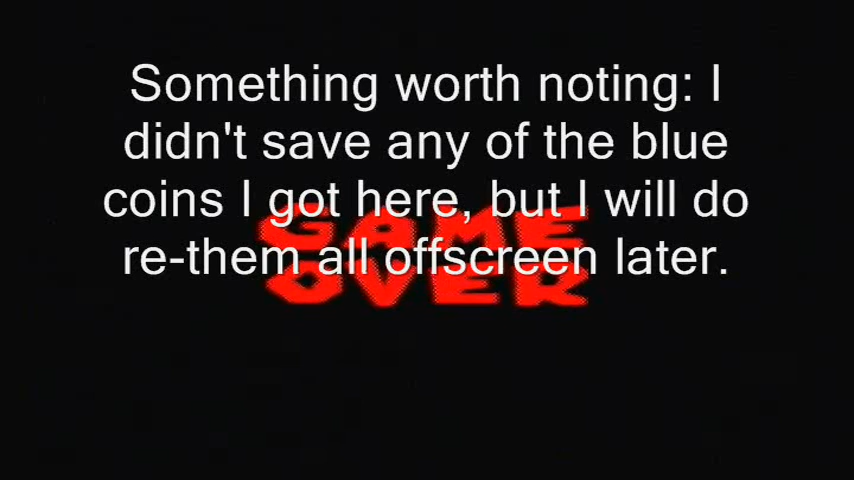 Something worth noting: I
didn't save any of the blue
coins I got here, but I will do
re-them all offscreen later.
GAME
OVER